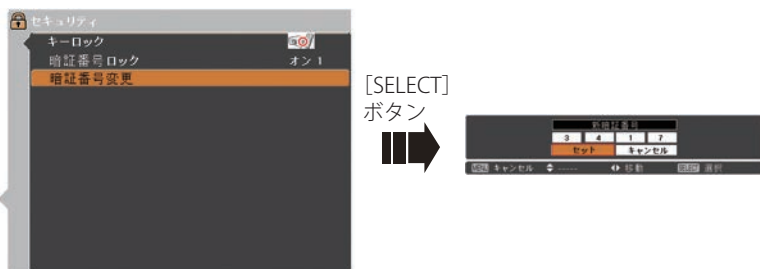 セキュリティ
キーロック
暗証番号ロック オン1
暗証番号変更
[SELECT]
ボタン
新暗証番号
3 4 1 7
セット キャンセル
MENU キャンセル ----- 移動 SELECT 選択